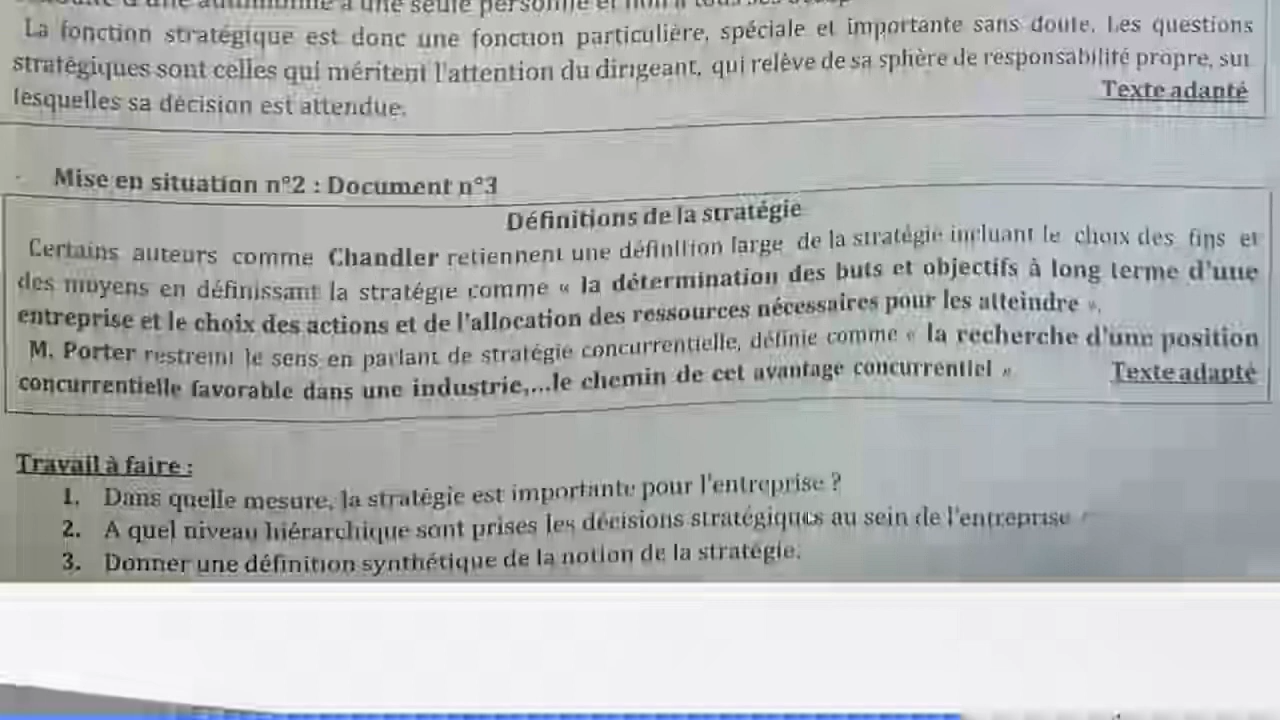 d'une à une seule personne et non à tous
La fonction stratégique est donc une fonction particulière, spéciale et importante sans doute. Les questions
stratégiques sont celles qui méritent l'attention du dirigeant, qui relève de sa sphère de responsabilité propre, sur
lesquelles sa décision est attendue.
Texte adapté
- Mise en situation n°2 : Document n°3
Définitions de la stratégie
Certains auteurs comme Chandler retiennent une définition large de la stratégie incluant le choix des fins et
des moyens en définissant la stratégie comme « la détermination des buts et objectifs à long terme d'une
entreprise et le choix des actions et de l'allocation des ressources nécessaires pour les atteindre ».
M. Porter restreint le sens en parlant de stratégie concurrentielle, définie comme « la recherche d'une position
concurrentielle favorable dans une industrie,...le chemin de cet avantage concurrentiel »
Texte adapté
Travail à faire :
1. Dans quelle mesure, la stratégie est importante pour l'entreprise ?
2. A quel niveau hiérarchique sont prises les décisions stratégiques au sein de l'entreprise
3. Donner une définition synthétique de la notion de la stratégie.